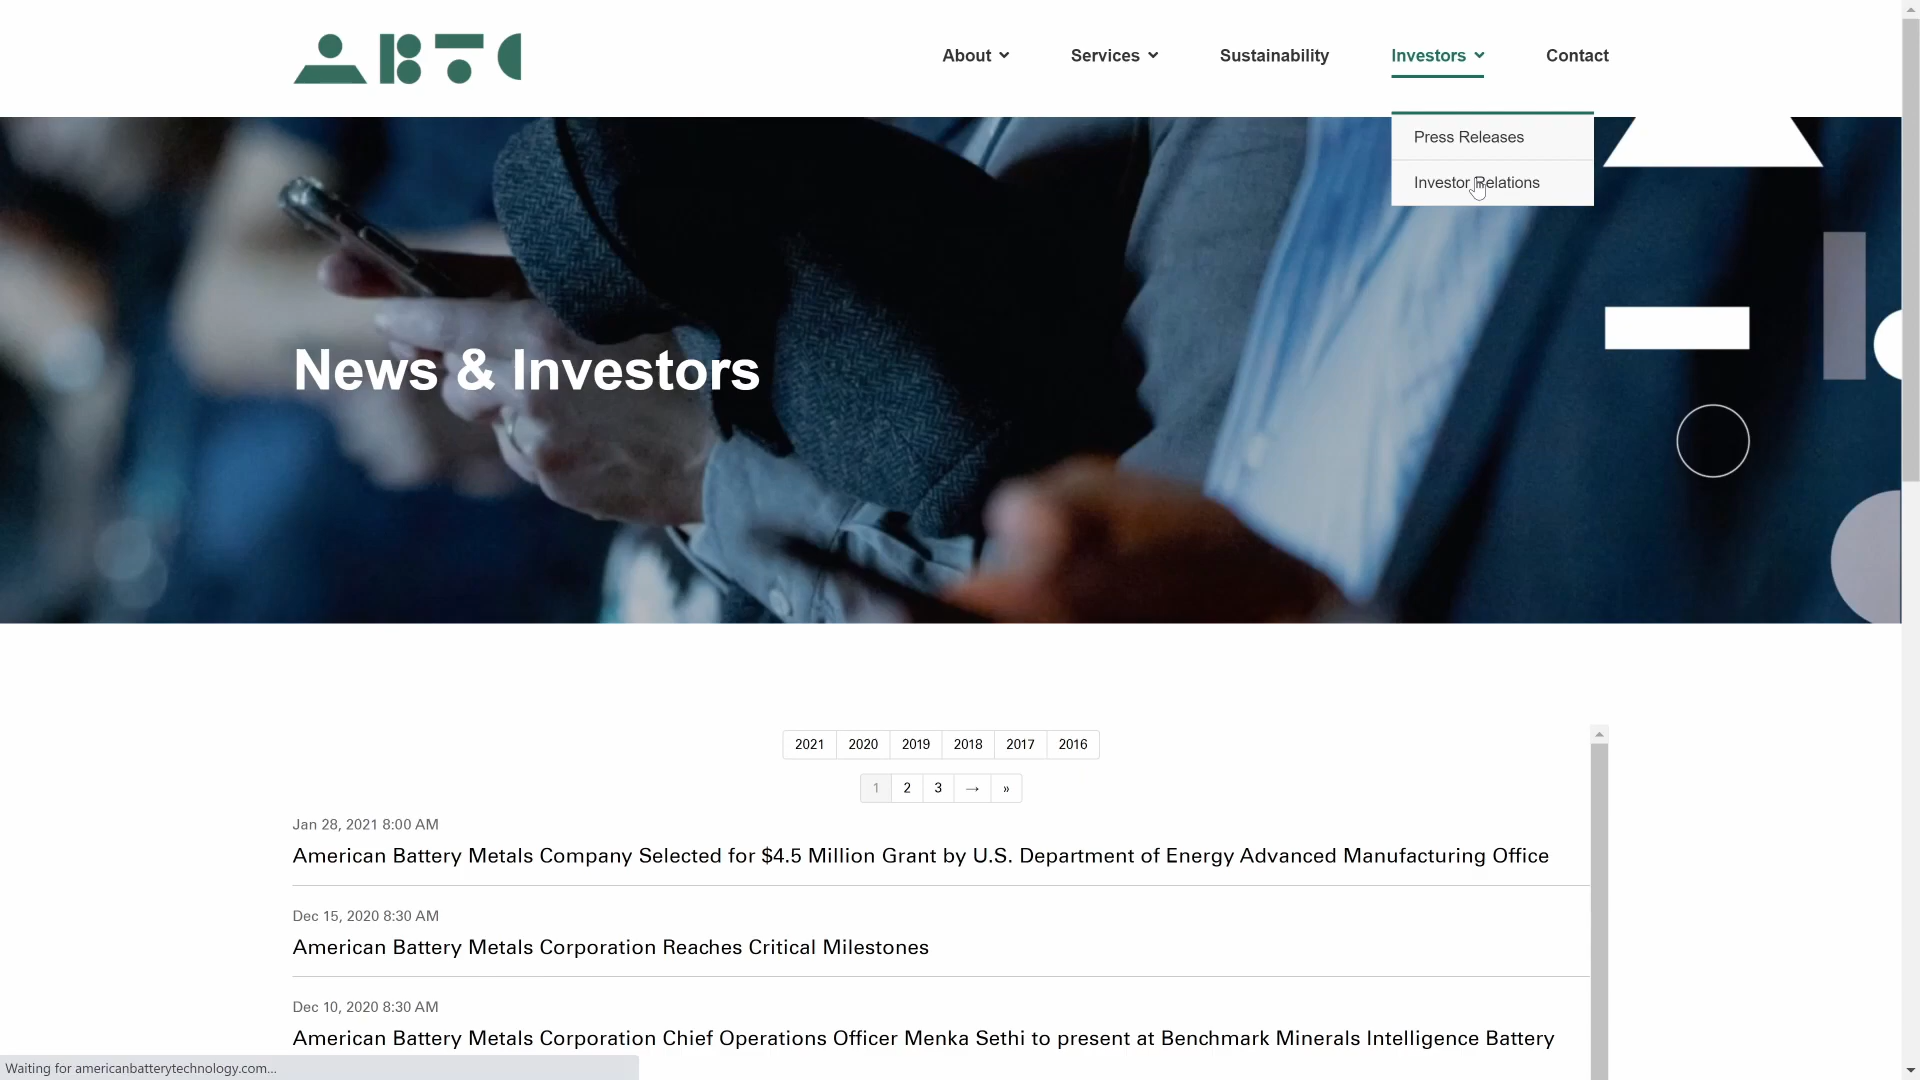 ABTC
About
Services
Sustainability
Investors
Contact
Press Releases
Investor Relations
News & Investors
2021 2020 2019 2018 2017 2016
1 2 3 → »
Jan 28, 2021 8:00 AM
American Battery Metals Company Selected for $4.5 Million Grant by U.S. Department of Energy Advanced Manufacturing Office
Dec 15, 2020 8:30 AM
American Battery Metals Corporation Reaches Critical Milestones
Dec 10, 2020 8:30 AM
American Battery Metals Corporation Chief Operations Officer Menka Sethi to present at Benchmark Minerals Intelligence Battery
Waiting for americanbatterytechnology.com...